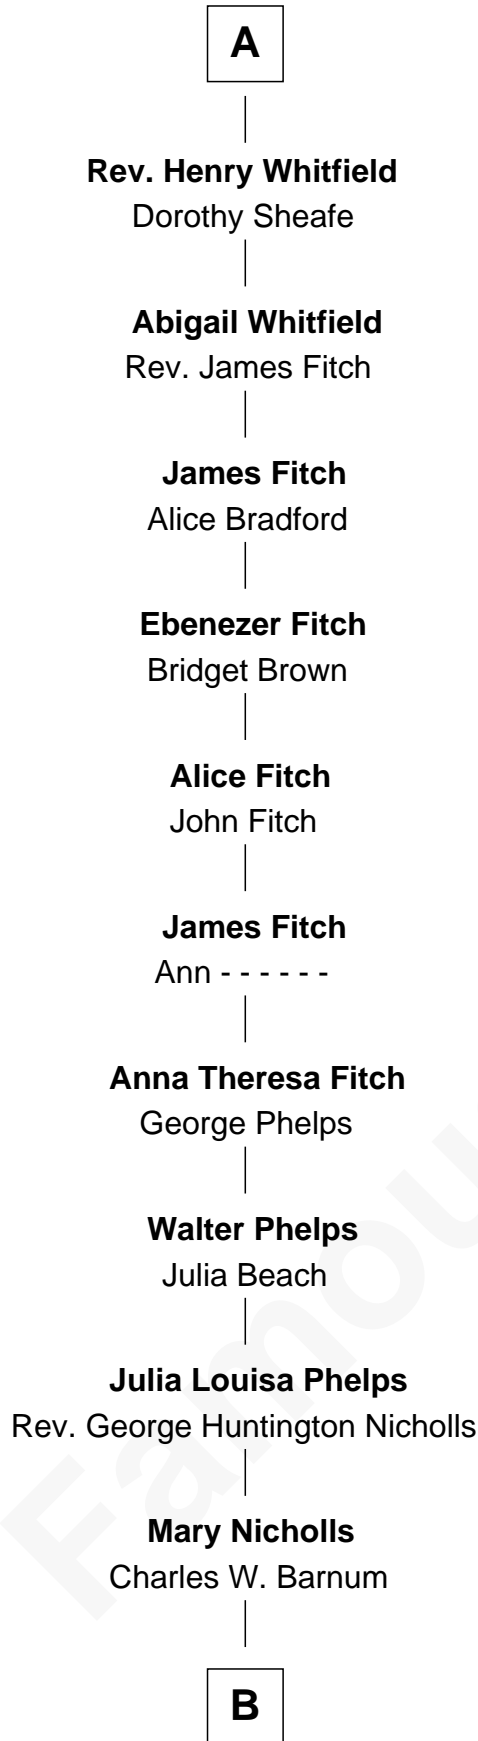 A
Rev. Henry Whitfield
Dorothy Sheafe
Abigail Whitfield
Rev. James Fitch
James Fitch
Alice Bradford
Ebenezer Fitch
Bridget Brown
Alice Fitch
John Fitch
James Fitch
Ann - - - - - -
Anna Theresa Fitch
George Phelps
Walter Phelps
Julia Beach
Julia Louisa Phelps
Rev. George Huntington Nicholls
Mary Nicholls
Charles W. Barnum
B
Famou